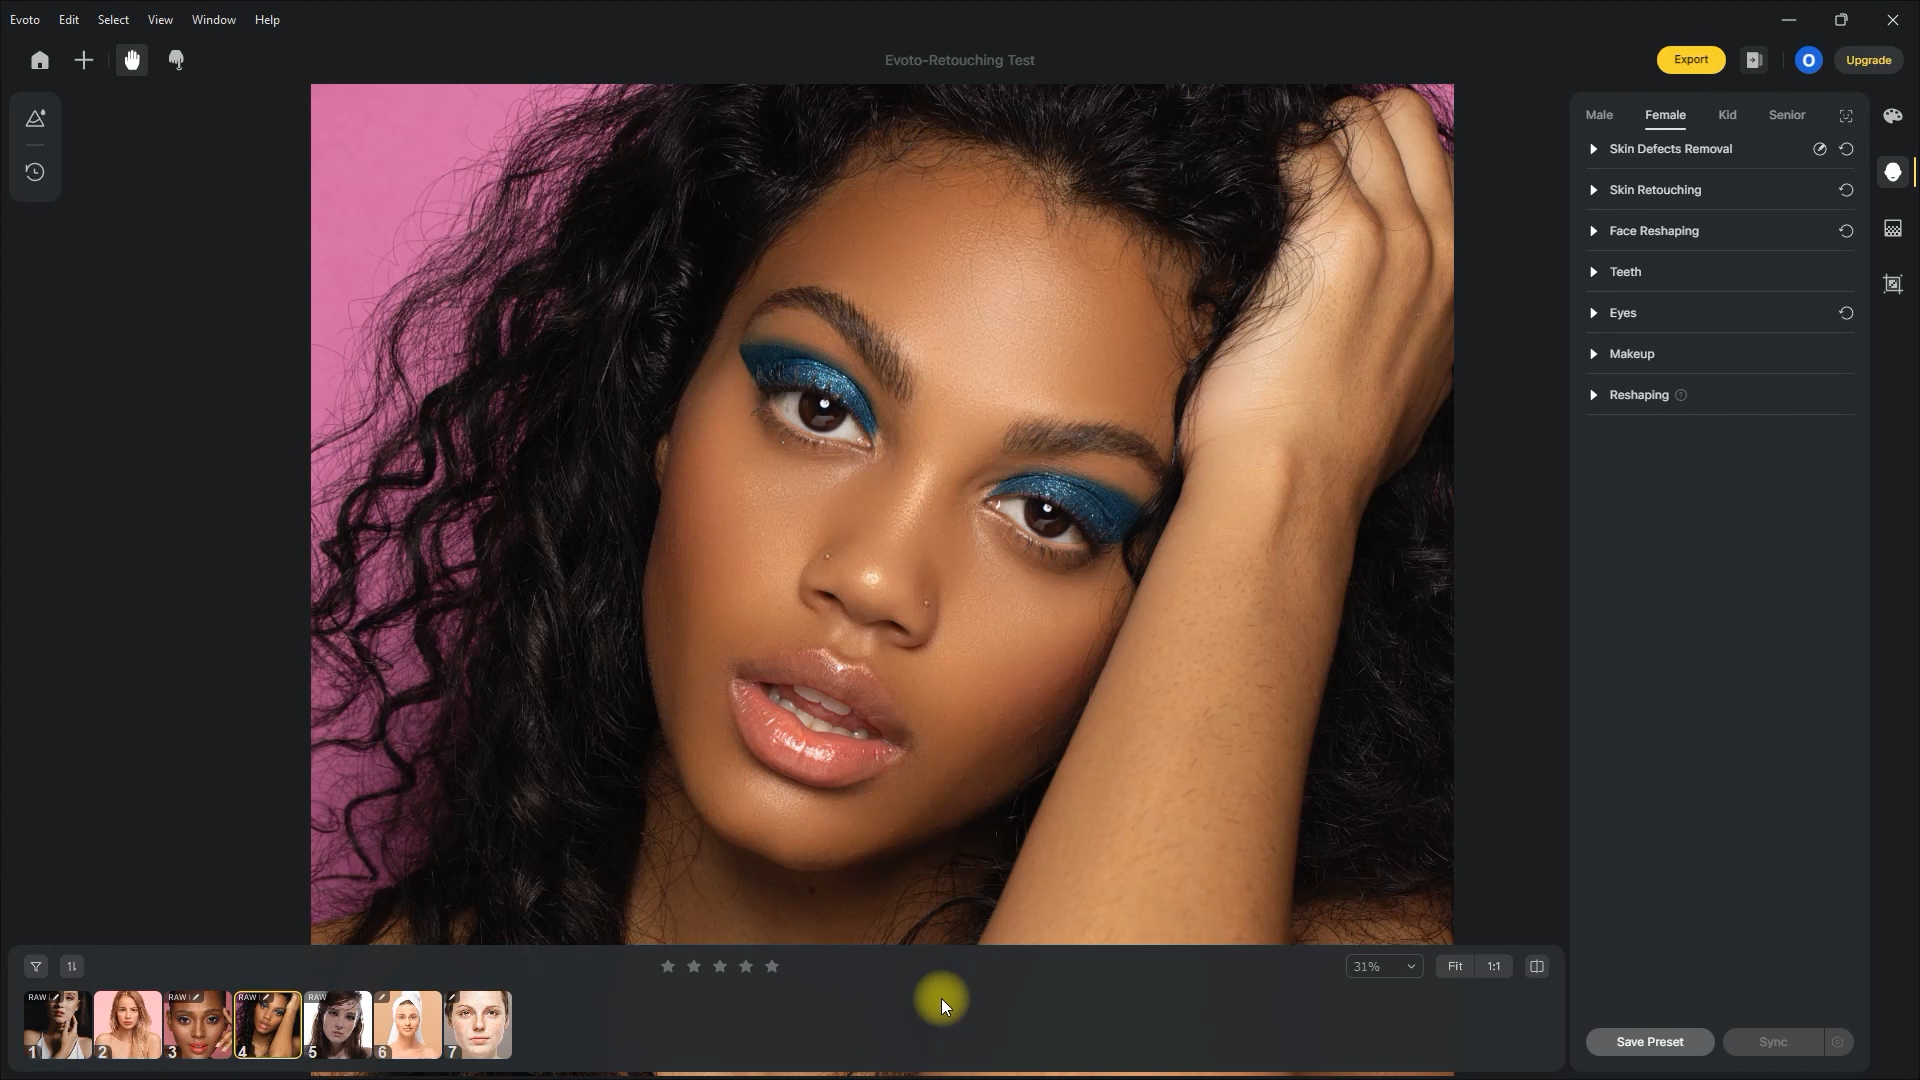 Evoto Edit Select View Window Help
Evoto-Retouching Test
Export
O
Upgrade
Male Female Kid Senior
Skin Defects Removal
Skin Retouching
Face Reshaping
Teeth
Eyes
Makeup
Reshaping ?
31% Fit 1:1
RAW RAW RAW RAW
1 2 3 4 5 6 7
Save Preset Sync